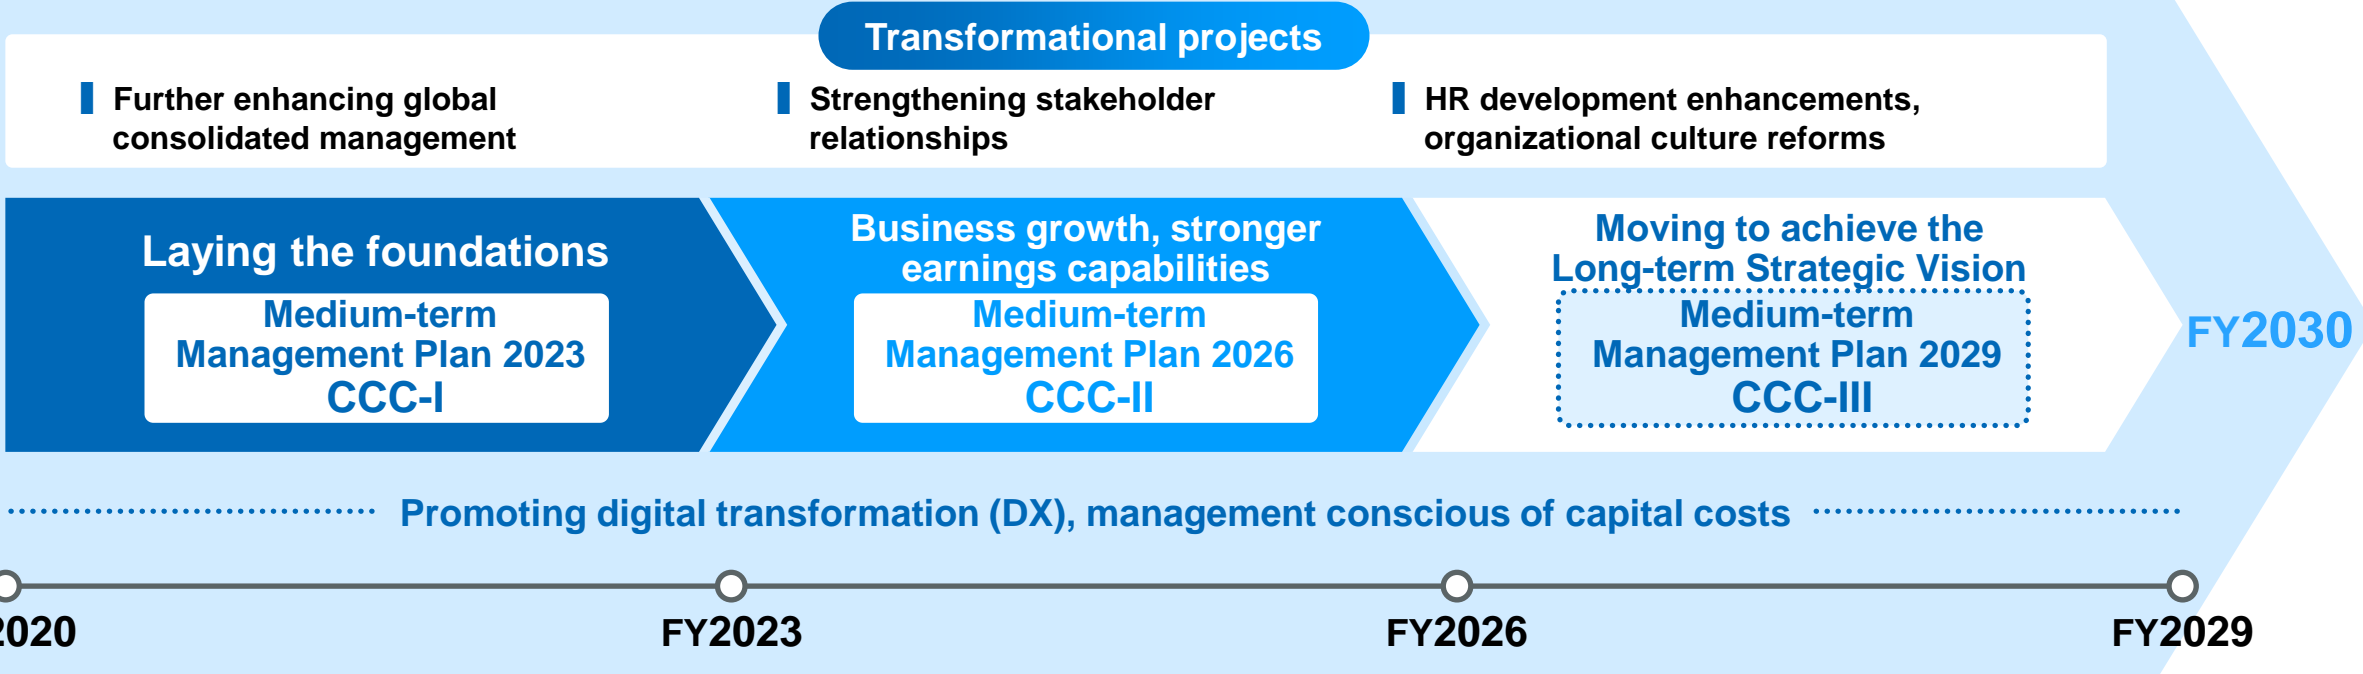 Transformational projects
Further enhancing global
consolidated management
Strengthening stakeholder
relationships
HR development enhancements,
organizational culture reforms
Laying the foundations
Medium-term
Management Plan 2023
CCC-I
Business growth, stronger
earnings capabilities
Medium-term
Management Plan 2026
CCC-II
Moving to achieve the
Long-term Strategic Vision
Medium-term
Management Plan 2029
CCC-III
FY2030
Promoting digital transformation (DX), management conscious of capital costs
2020
FY2023
FY2026
FY2029